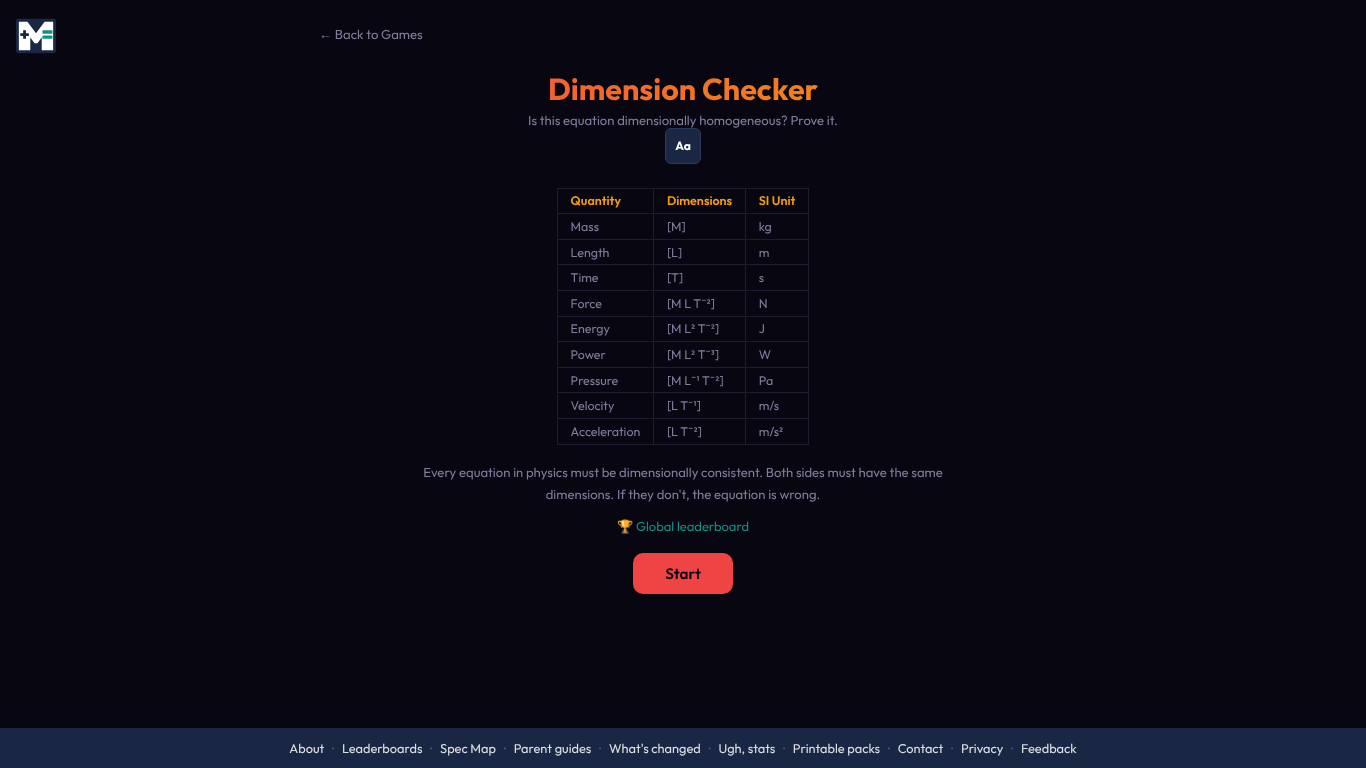 ← Back to Games
Dimension Checker
Is this equation dimensionally homogeneous? Prove it.
Aa
Quantity Dimensions SI Unit
Mass [M] kg
Length [L] m
Time [T] s
Force [M L T⁻²] N
Energy [M L² T⁻²] J
Power [M L² T⁻³] W
Pressure [M L⁻¹ T⁻²] Pa
Velocity [L T⁻¹] m/s
Acceleration [L T⁻²] m/s²
Every equation in physics must be dimensionally consistent. Both sides must have the same
dimensions. If they don't, the equation is wrong.
🏆 Global leaderboard
Start
About · Leaderboards · Spec Map · Parent guides · What's changed · Ugh, stats · Printable packs · Contact · Privacy · Feedback